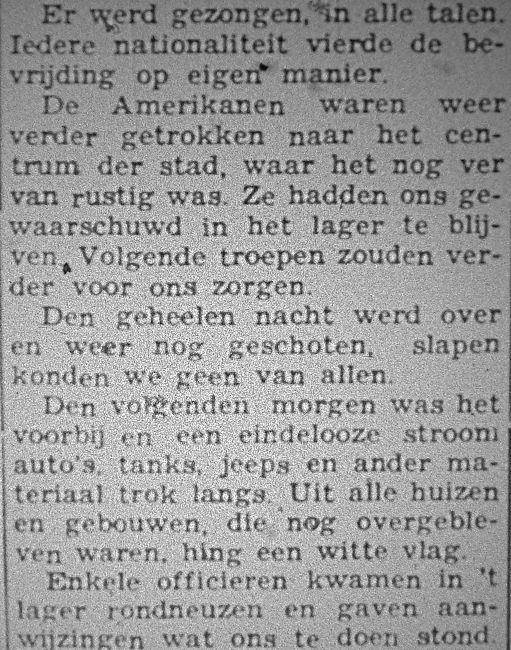 Er werd gezongen, in alle talen.
Iedere nationaliteit vierde de be-
vrijding op eigen manier.
De Amerikanen waren weer
verder getrokken naar het cen-
trum der stad, waar het nog ver
van rustig was. Ze hadden ons ge-
waarschuwd in het lager te blij-
ven. Volgende troepen zouden ver-
der voor ons zorgen.
Den geheelen nacht werd over
en weer nog geschoten, slapen
konden we geen van allen.
Den volgenden morgen was het
voorbij en een eindelooze stroom
auto's, tanks, jeeps en ander ma-
teriaal trok langs. Uit alle huizen
en gebouwen, die nog overgeble-
ven waren, hing een witte vlag.
Enkele officieren kwamen in 't
lager rondneuzen en gaven aan-
wijzingen wat ons te doen stond.